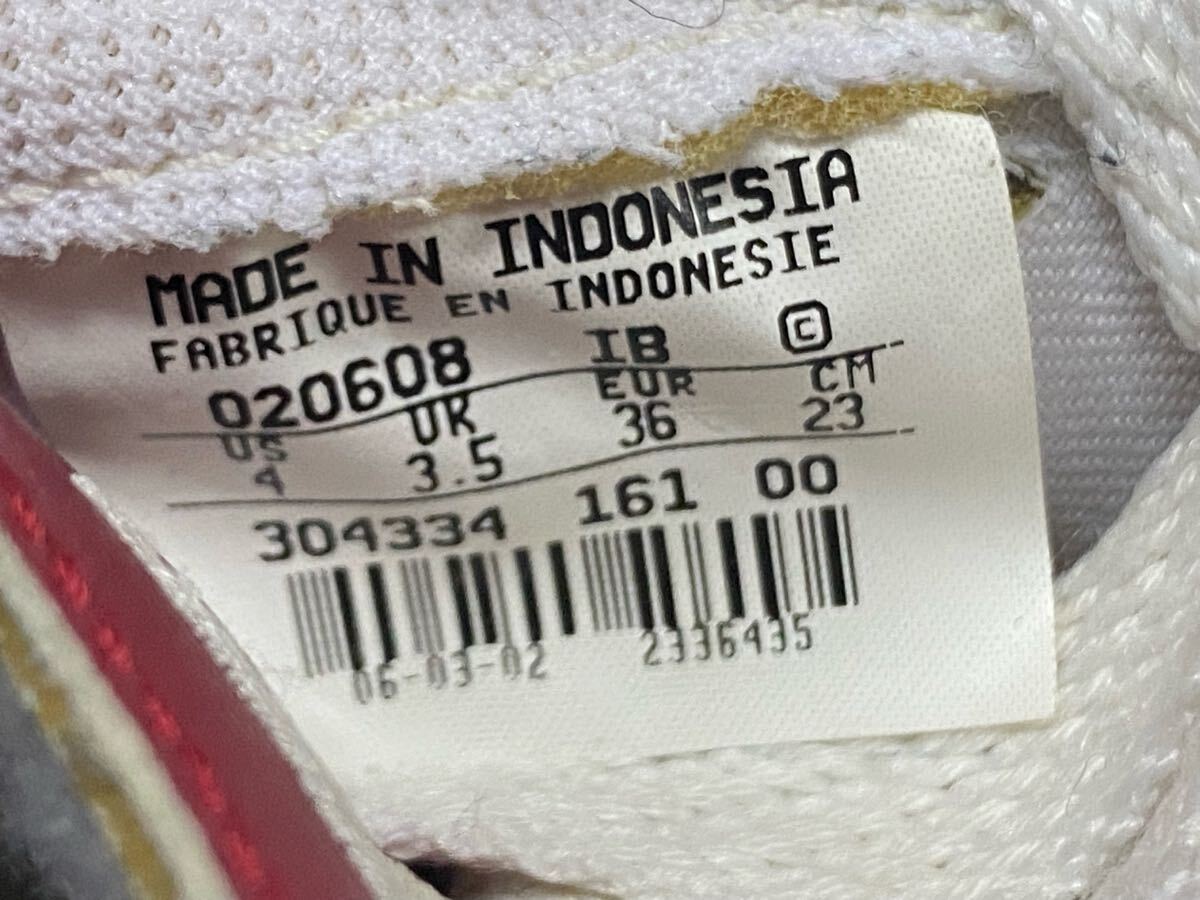 MADE IN INDONESIA
FABRIQUE EN INDONESIE
020608 IB ©
US UK EUR CM
4 3.5 36 23
304334 161 00
06-03-02 2336435